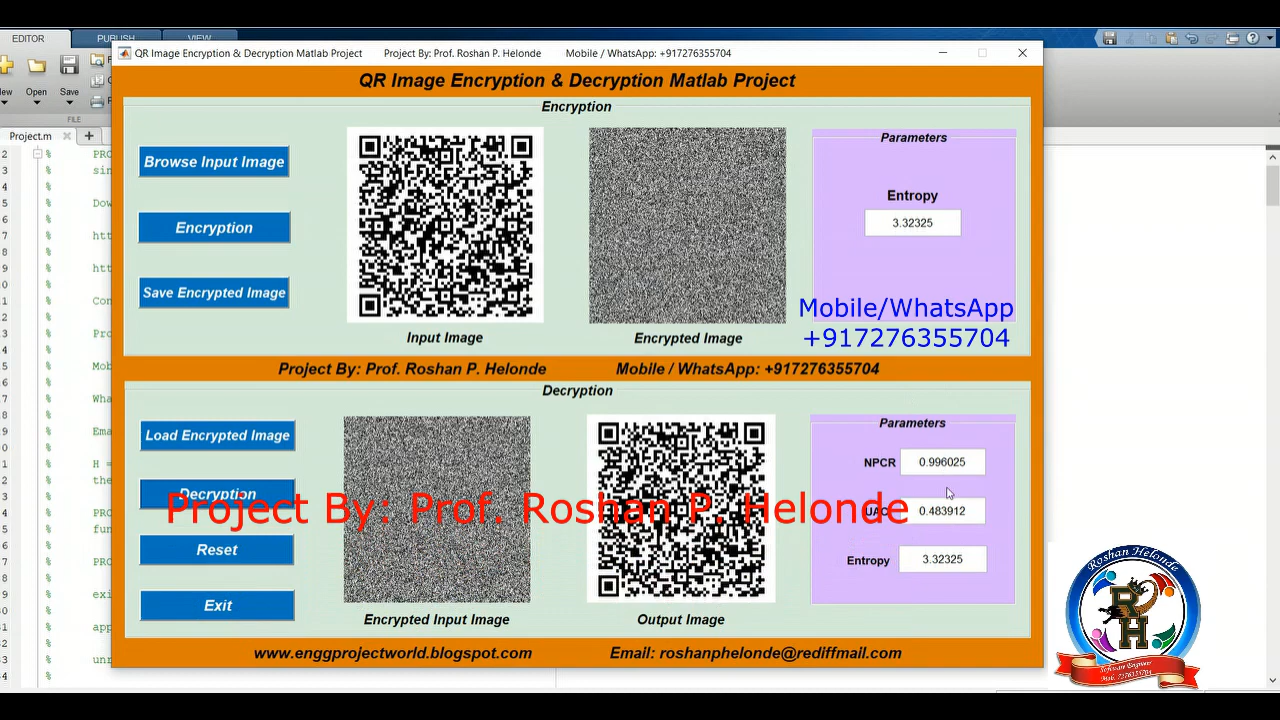 EDITOR
PUBLISH
VIEW
QR Image Encryption & Decryption Matlab Project Project By: Prof. Roshan P. Helonde Mobile / WhatsApp: +917276355704
QR Image Encryption & Decryption Matlab Project
Open
Save
FILE
Project.m
Encryption
Browse Input Image
Encryption
Save Encrypted Image
Input Image
Encrypted Image
Parameters
Entropy
3.32325
Mobile/WhatsApp
+917276355704
Project By: Prof. Roshan P. Helonde Mobile / WhatsApp: +917276355704
Decryption
Load Encrypted Image
Decryption
Reset
Exit
Encrypted Input Image
Output Image
Parameters
NPCR
0.996025
0.483912
Entropy
3.32325
Project By: Prof. Roshan P. Helonde
www.enggprojectworld.blogspot.com Email: roshanphelonde@rediffmail.com
Roshan Helonde
RH
Software Engineer